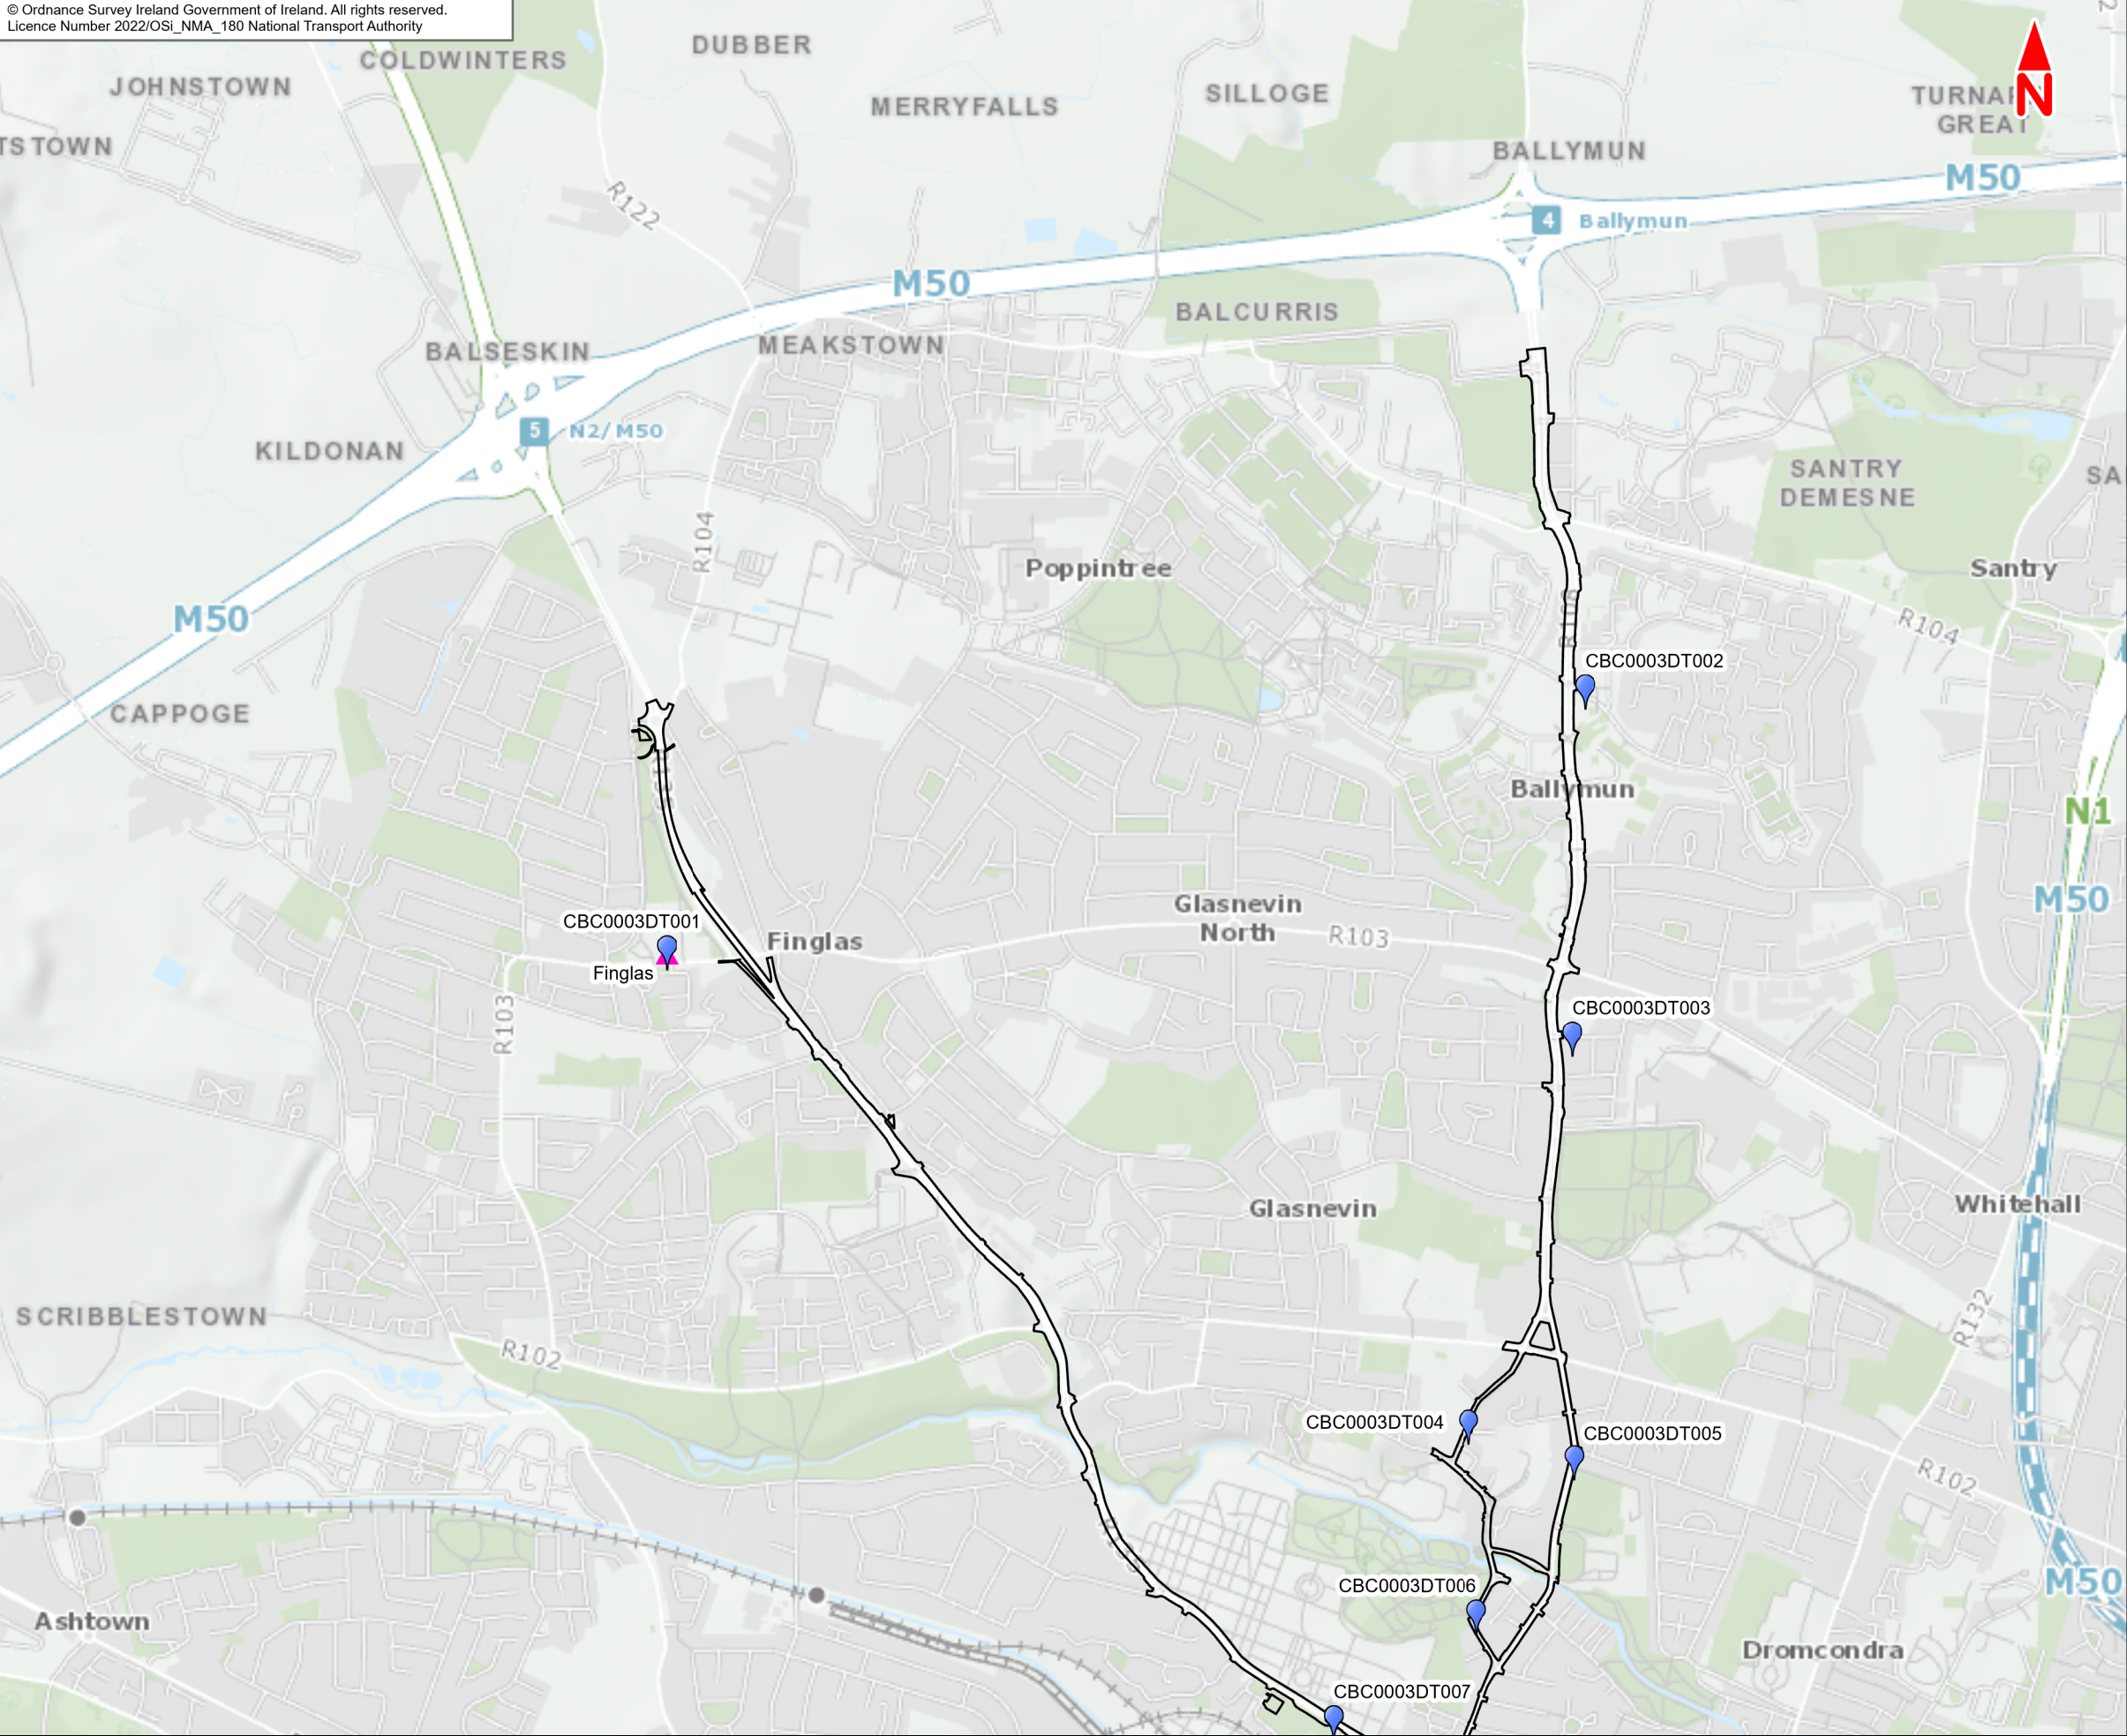 © Ordnance Survey Ireland Government of Ireland. All rights reserved.
Licence Number 2022/OSi_NMA_180 National Transport Authority
COLDWINTERS
DUBBER
JOHNSTOWN
MERRYFALLS
SILLOGE
GREAT
N
TSTOWN
BALLYMUN
M50
R122
4 Ballymun
M50
BALCURRIS
MEAKSTOWN
BALSESKIN
5 N2/M50
KILDONAN
SANTRY
DEMESNE
SA
R104
Poppintree
Santry
M50
R104
CBC0003DT002
CAPPOGE
Ballymun
N1
M50
Glasnevin
North
R103
CBC0003DT001
Finglas
Finglas
R103
CBC0003DT003
Glasnevin
Whitehall
SCRIBBLESTOWN
R132
R102
CBC0003DT004
CBC0003DT005
R102
CBC0003DT006
M50
Ashtown
Dromcondra
CBC0003DT007